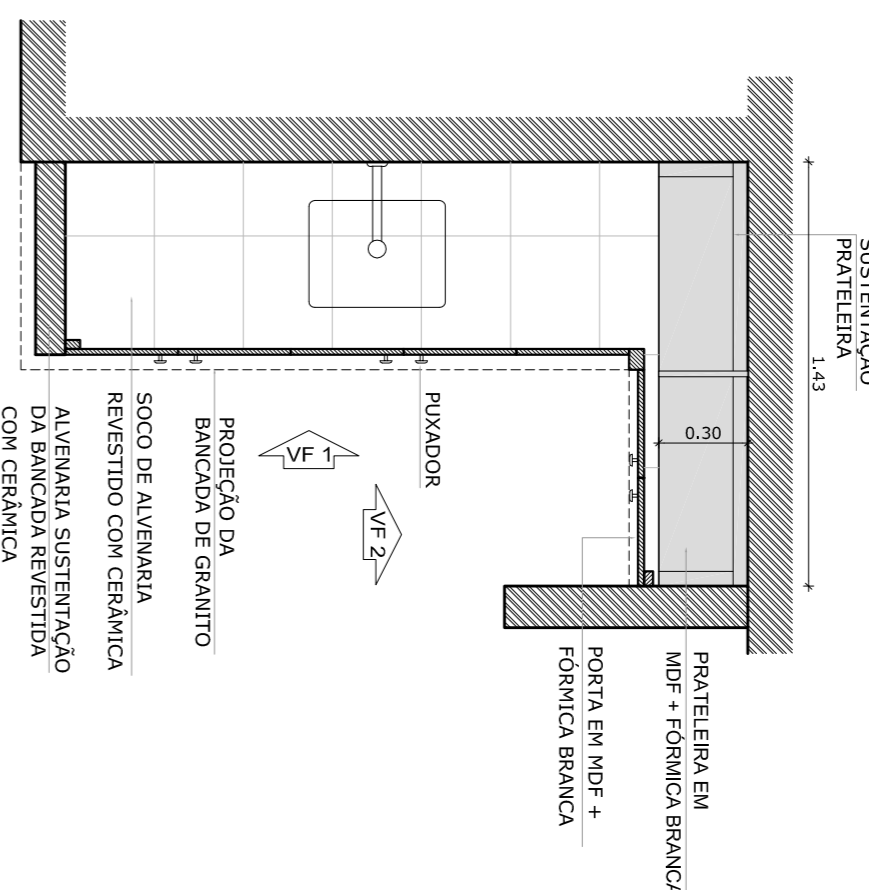 SUSTENTAÇÃO
PRATELEIRA
1.43
0.30
PUXADOR
PROJEÇÃO DA
BANCADA DE GRANITO
SOCO DE ALVENARIA
REVESTIDO COM CERÂMICA
ALVENARIA SUSTENTAÇÃO
DA BANCADA REVESTIDA
COM CERÂMICA
VF 1
VF 2
PRATELEIRA EM
MDF + FÓRMICA BRANCA
PORTA EM MDF +
FÓRMICA BRANCA